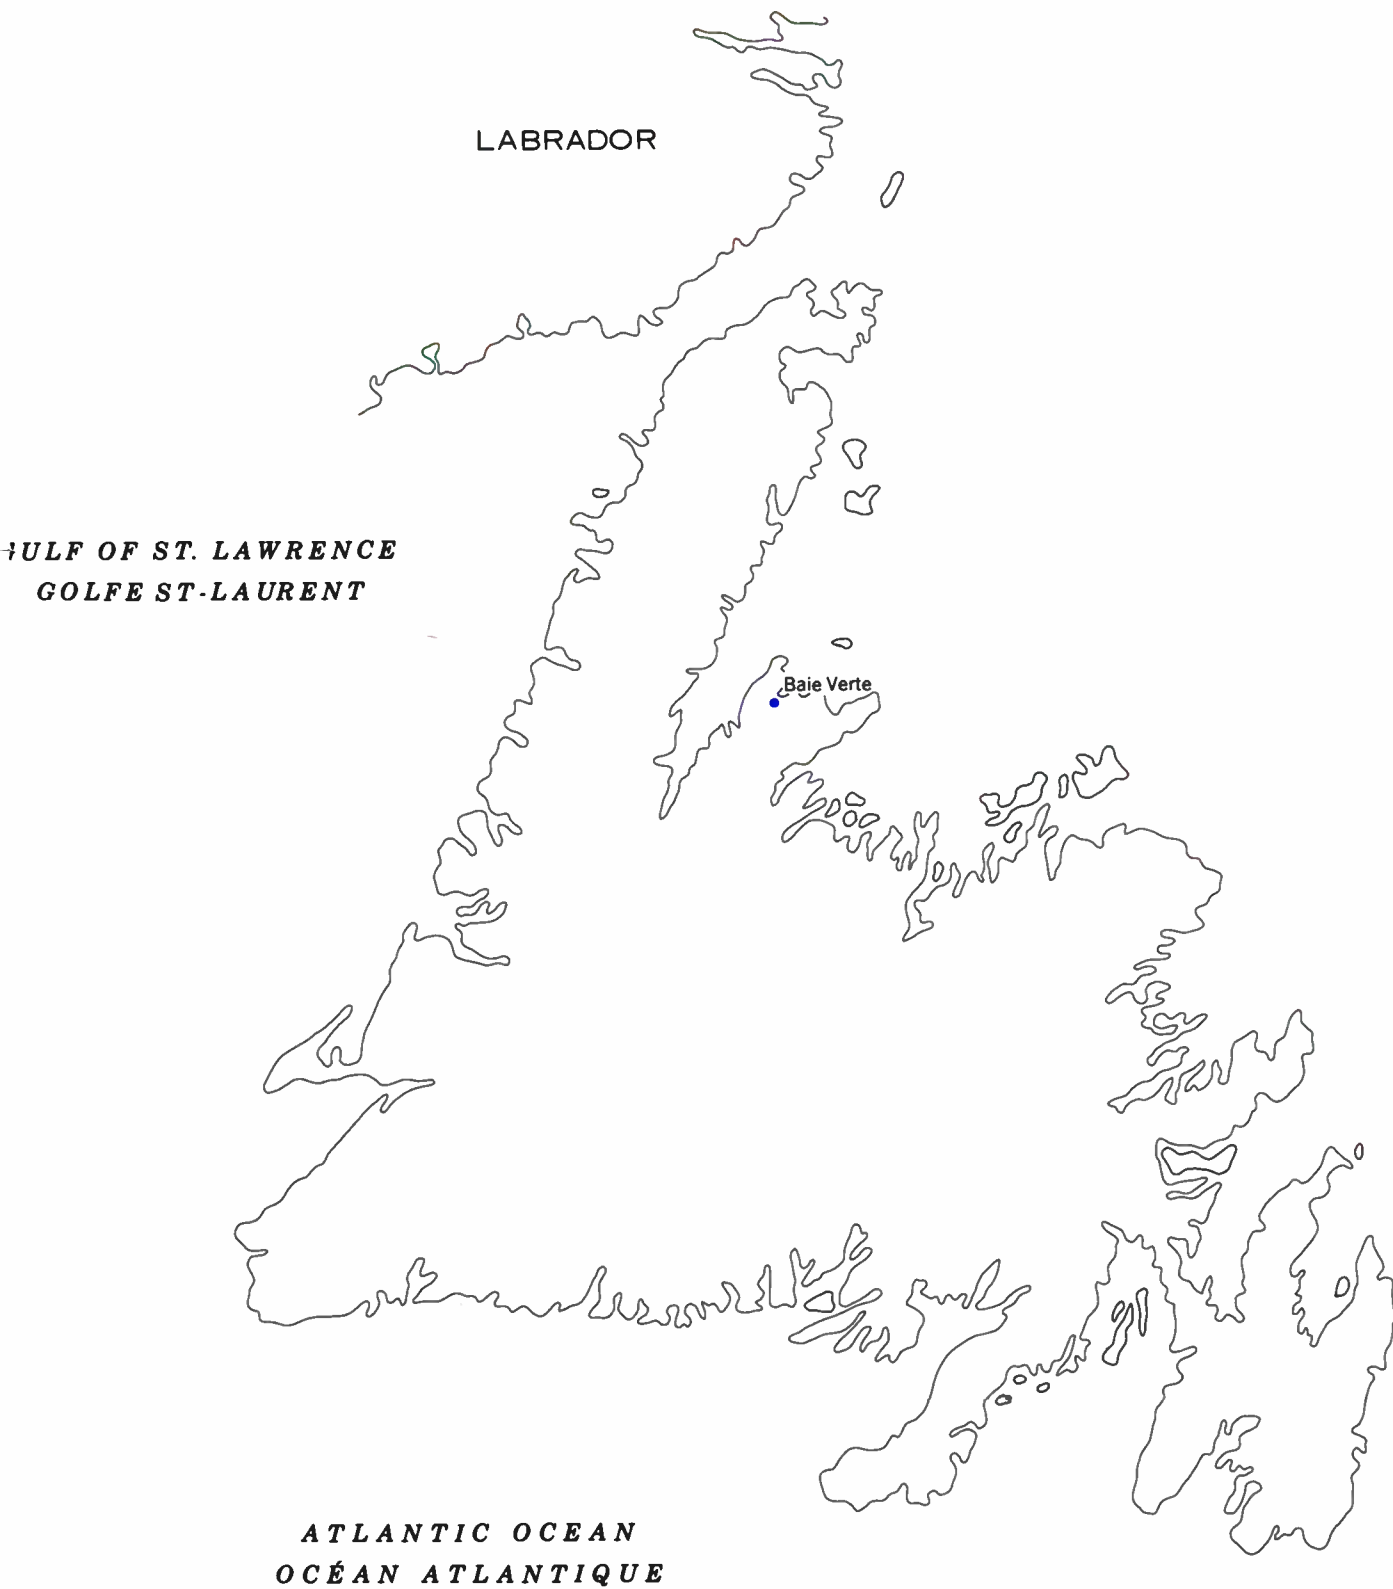 LABRADOR
ULF OF ST. LAWRENCE
GOLFE ST-LAURENT
Baie Verte
ATLANTIC OCEAN
OCÉAN ATLANTIQUE